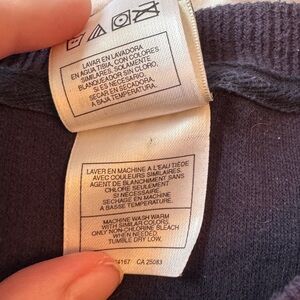 LAVAR EN LAVADORA
EN AGUA TIBIA, CON COLORES
SIMILARES. SOLAMENTE
BLANQUEADOR SIN CLORO,
SI ES NECESARIO.
SECAR EN SECADORA
A BAJA TEMPERATURA.
LAVER EN MACHINE A L'EAU TIÈDE
AVEC COULEURS SIMILAIRES.
AGENT DE BLANCHIMENT SANS
CHLORE SEULEMENT
SI NÉCESSAIRE
SECHAGE EN MACHINE
A BASSE TEMPERATURE.
MACHINE WASH WARM
WITH SIMILAR COLORS
ONLY NON-CHLORINE BLEACH
WHEN NEEDED
TUMBLE DRY LOW.
CA 25083